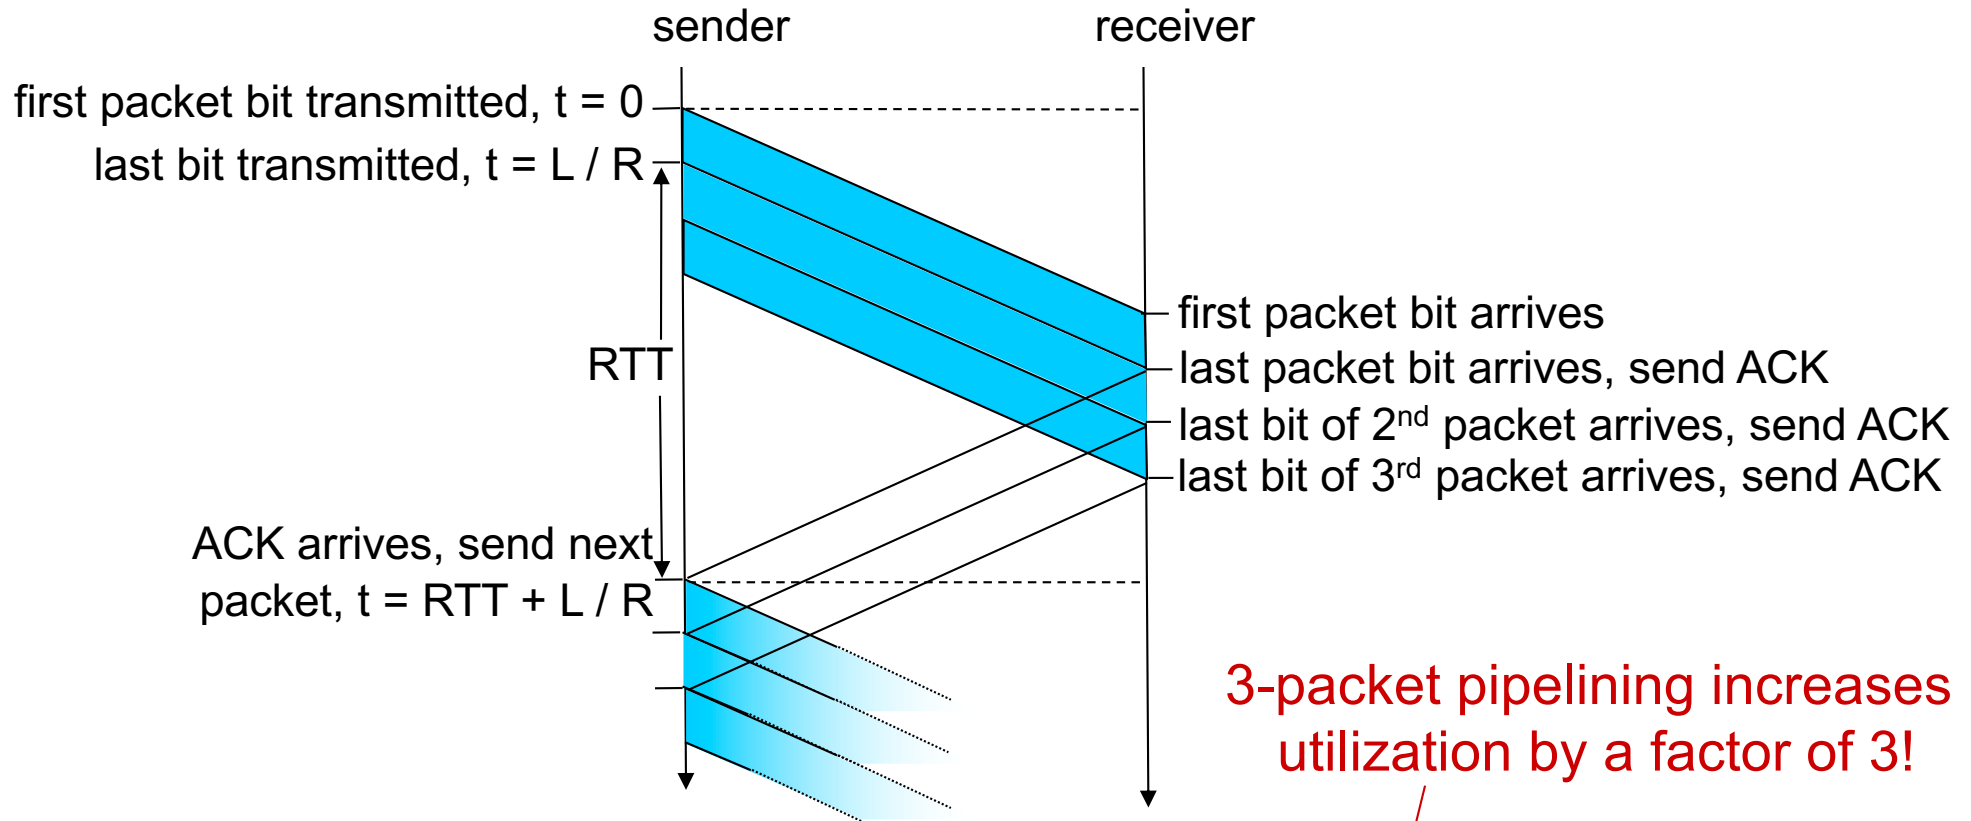 sender
receiver
first packet bit transmitted, t = 0
last bit transmitted, t = L / R
RTT
first packet bit arrives
last packet bit arrives, send ACK
last bit of 2nd packet arrives, send ACK
last bit of 3rd packet arrives, send ACK
ACK arrives, send next
packet, t = RTT + L / R
3-packet pipelining increases
utilization by a factor of 3!